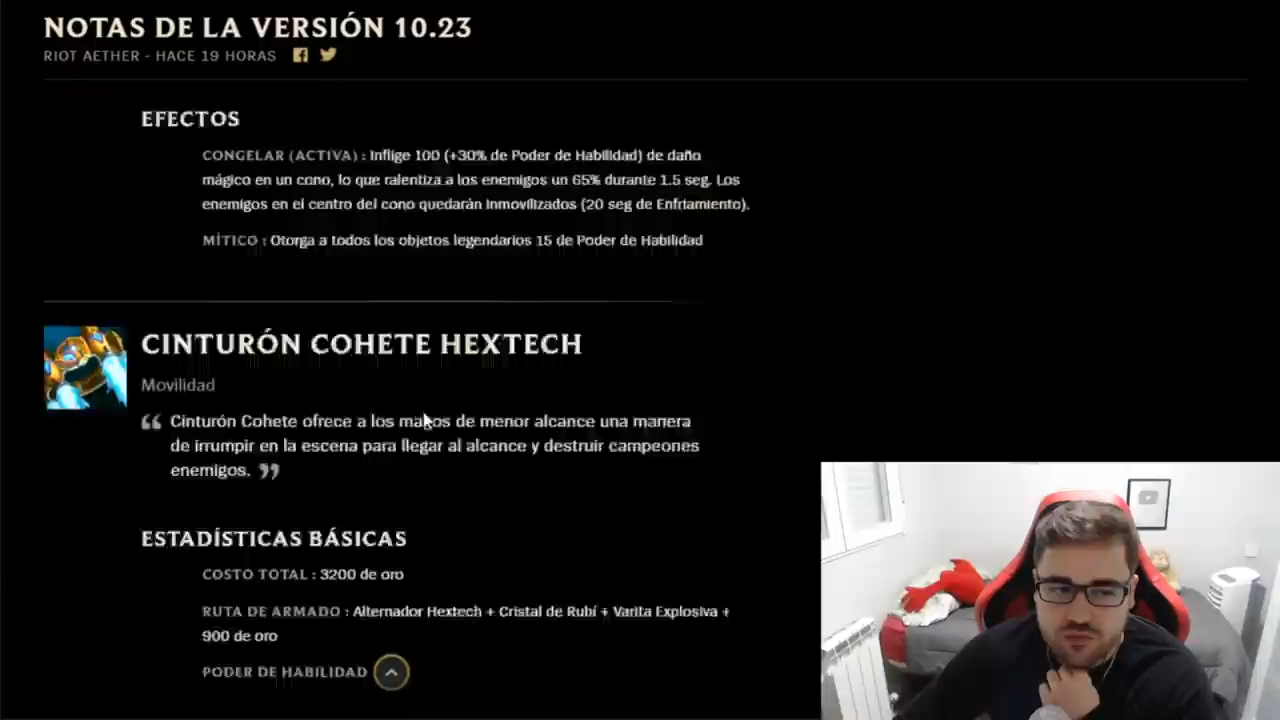 NOTAS DE LA VERSIÓN 10.23
RIOT AETHER - HACE 19 HORAS
EFECTOS
CONGELAR (ACTIVA) : Inflige 100 (+30% de Poder de Habilidad) de daño
mágico en un cono, lo que ralentiza a los enemigos un 65% durante 1.5 seg. Los
enemigos en el centro del cono quedarán inmovilizados (20 seg de Enfriamiento).
MÍTICO : Otorga a todos los objetos legendarios 15 de Poder de Habilidad
CINTURÓN COHETE HEXTECH
Movilidad
Cinturón Cohete ofrece a los magos de menor alcance una manera
de irrumpir en la escena para llegar al alcance y destruir campeones
enemigos.
ESTADÍSTICAS BÁSICAS
COSTO TOTAL : 3200 de oro
RUTA DE ARMADO : Alternador Hextech + Cristal de Rubí + Varita Explosiva +
900 de oro
PODER DE HABILIDAD